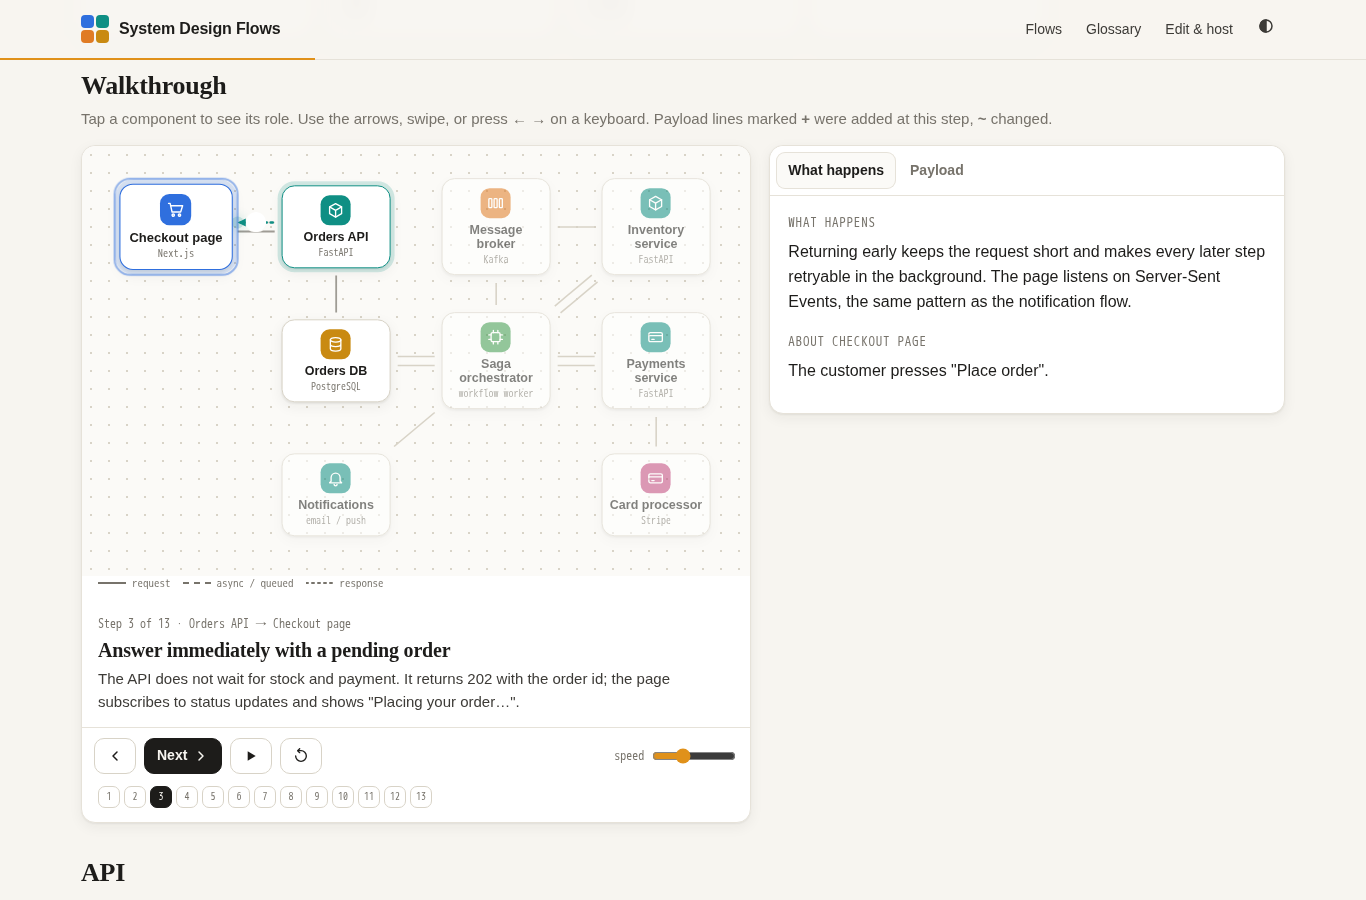 System Design Flows
Flows
Glossary
Edit & host
Walkthrough
Tap a component to see its role. Use the arrows, swipe, or press ← → on a keyboard. Payload lines marked + were added at this step, ~ changed.
Checkout page
Next.js
Orders API
FastAPI
Message
broker
Kafka
Inventory
service
FastAPI
Orders DB
PostgreSQL
Saga
orchestrator
workflow worker
Payments
service
FastAPI
Notifications
email / push
Card processor
Stripe
request
async / queued
response
Step 3 of 13 · Orders API → Checkout page
Answer immediately with a pending order
The API does not wait for stock and payment. It returns 202 with the order id; the page
subscribes to status updates and shows "Placing your order…".
Next
speed
1 2 3 4 5 6 7 8 9 10 11 12 13
What happens
Payload
WHAT HAPPENS
Returning early keeps the request short and makes every later step
retryable in the background. The page listens on Server-Sent
Events, the same pattern as the notification flow.
ABOUT CHECKOUT PAGE
The customer presses "Place order".
API